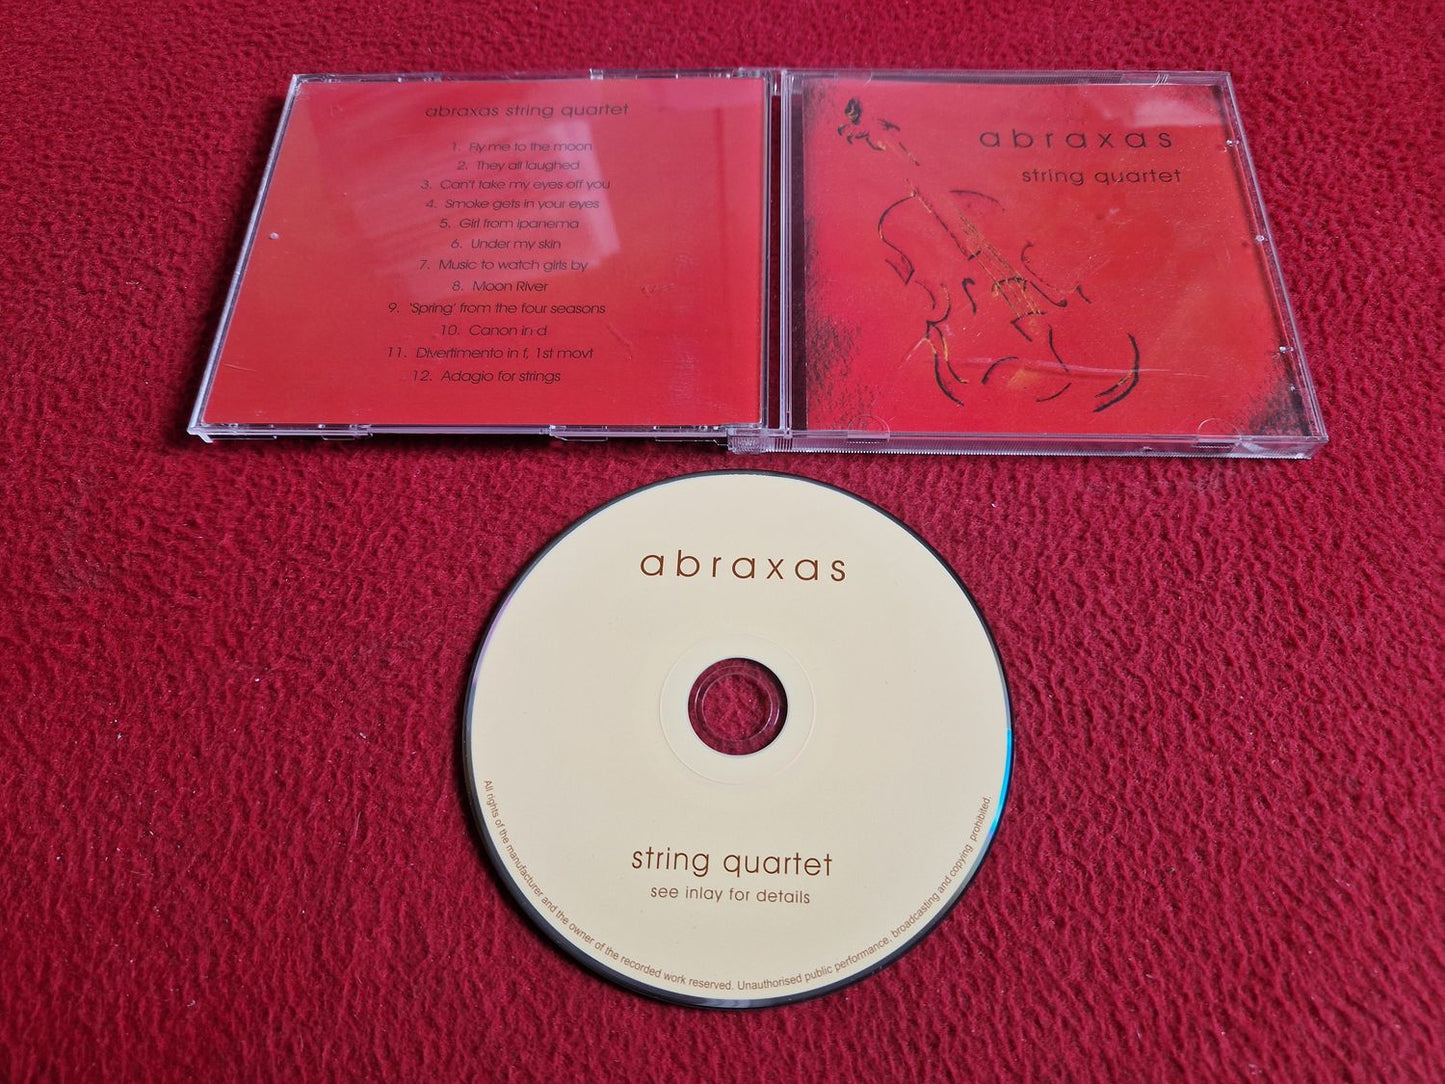 abraxas string quartet
1. Fly me to the moon
2. They all laughed
3. Can't take my eyes off you
4. Smoke gets in your eyes
5. Girl from ipanema
6. Under my skin
7. Music to watch girls by
8. Moon River
9. 'Spring' from the four seasons
10. Canon in d
11. Divertimento in f, 1st movt
12. Adagio for strings
abraxas
string quartet
abraxas
string quartet
see inlay for details
All rights of the manufacturer and the owner of the recorded work reserved. Unauthorised public performance, broadcasting and copying prohibited.